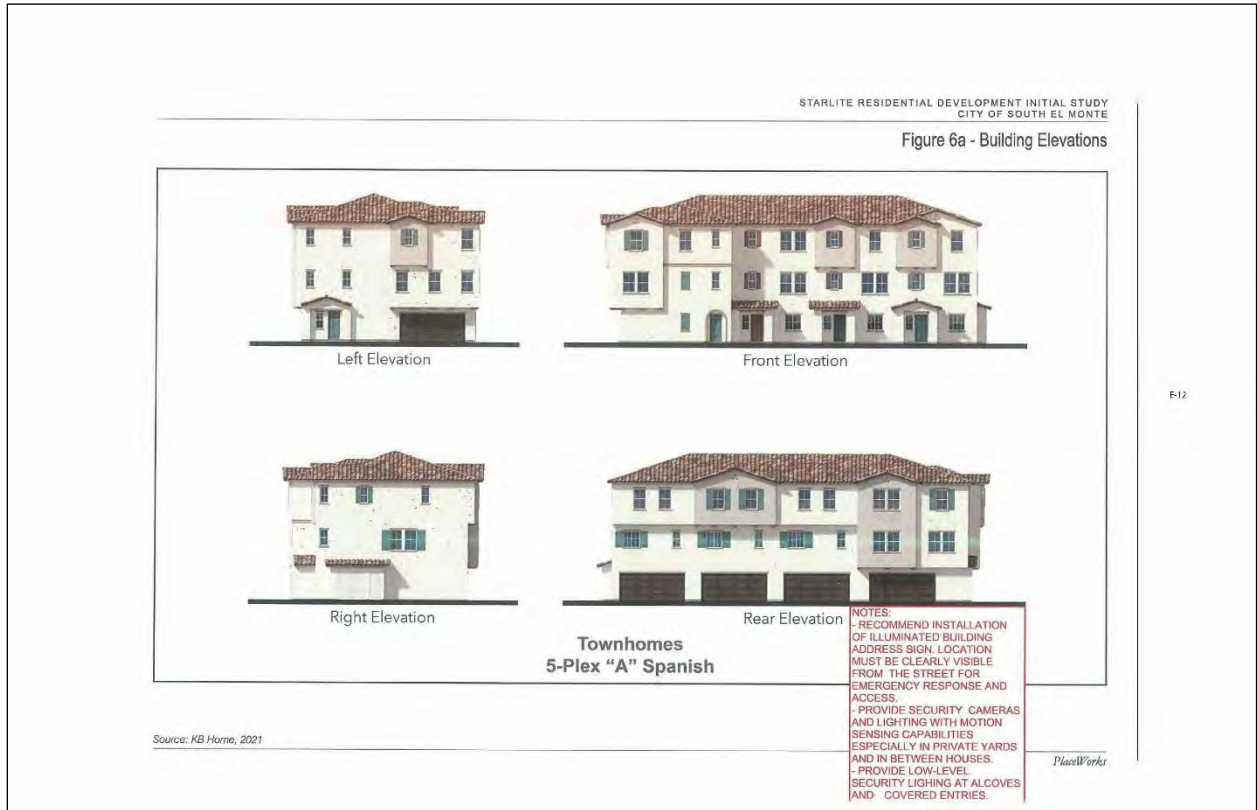 STARLITE RESIDENTIAL DEVELOPMENT INITIAL STUDY
CITY OF SOUTH EL MONTE
Figure 6a - Building Elevations
Left Elevation
Front Elevation
E-12
Right Elevation
Rear Elevation
Townhomes
5-Plex "A" Spanish
NOTES:
- RECOMMEND INSTALLATION
OF ILLUMINATED BUILDING
ADDRESS SIGN. LOCATION
MUST BE CLEARLY VISIBLE
FROM THE STREET FOR
EMERGENCY RESPONSE AND
ACCESS.
- PROVIDE SECURITY CAMERAS
AND LIGHTING WITH MOTION
SENSING CAPABILITIES
ESPECIALLY IN PRIVATE YARDS
AND IN BETWEEN HOUSES.
- PROVIDE LOW-LEVEL
SECURITY LIGHING AT ALCOVES
AND COVERED ENTRIES.
Source: KB Home, 2021
PlaceWorks